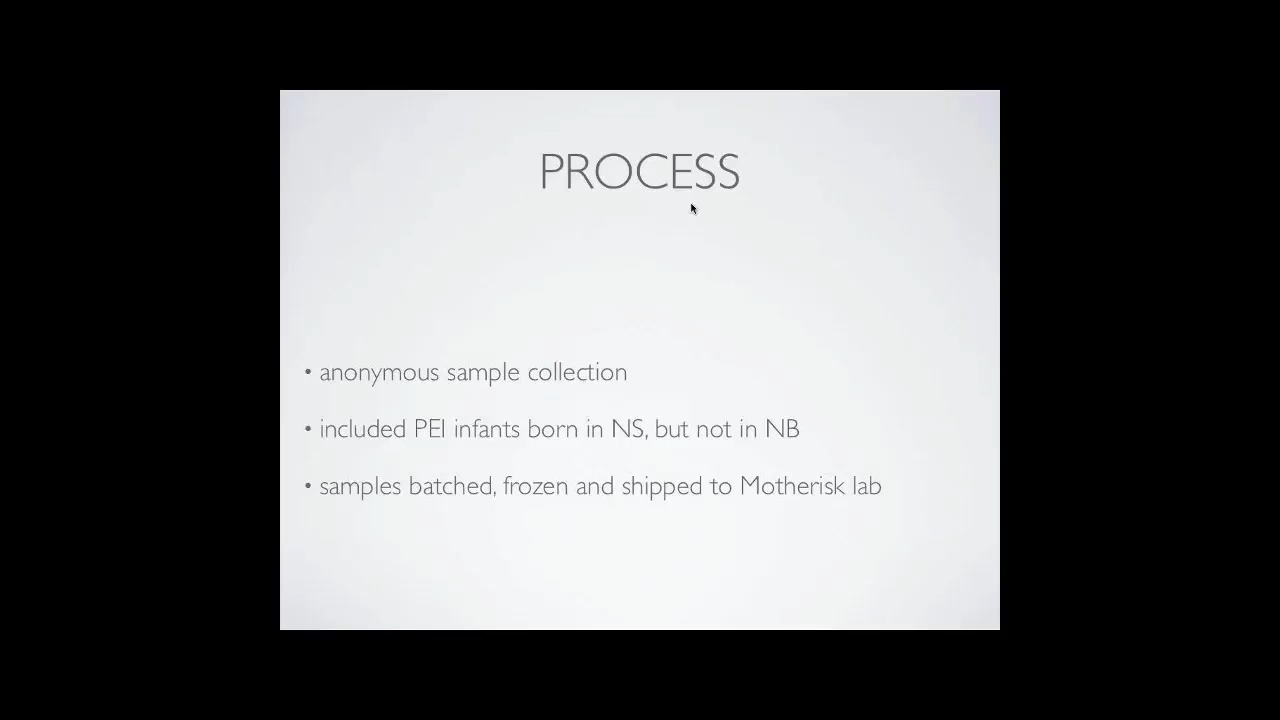 PROCESS
• anonymous sample collection
• included PEI infants born in NS, but not in NB
• samples batched, frozen and shipped to Motherisk lab